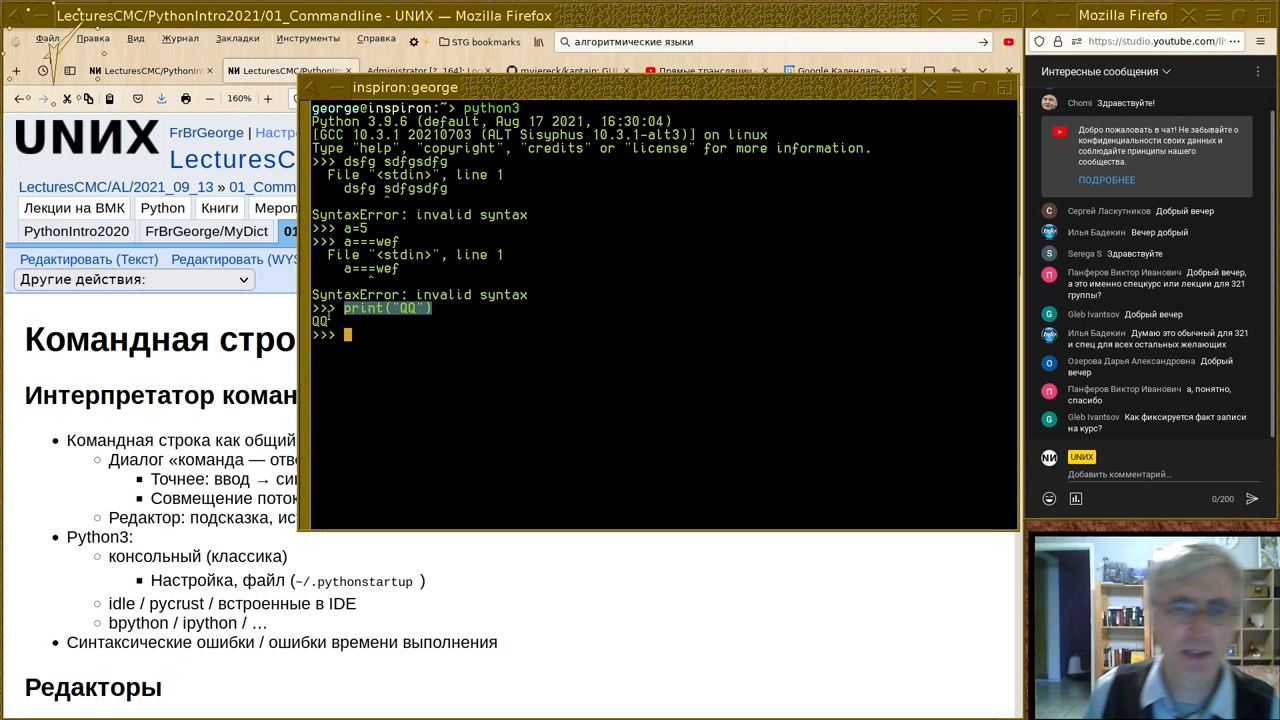 LecturesCMC/PythonIntro2021/01_Commandline - UNИX — Mozilla Firefox
Файл Правка Вид Журнал Закладки Инструменты Справка
STG bookmarks
алгоритмические языки
LecturesCMC/PythonIn
LecturesCMC/PythonIn
Administrator [?, 164]: Lo
myjereck/kaptain: GU
Прямые трансляции
Google Календарь - Н
160%
UNИX
FrBrGeorge
LecturesC
LecturesCMC/AL/2021_09_13 » 01_Comm
Лекции на ВМК Python Книги
PythonIntro2020 FrBrGeorge/MyDict 01
Редактировать (Текст) Редактировать (WYS
Другие действия:
Командная стро
Интерпретатор коман
Командная строка как общий
Диалог «команда — отв
Точнее: ввод → си
Совмещение поток
Редактор: подсказка, ис
Python3:
консольный (классика)
Настройка, файл (~/.pythonstartup )
idle / pycrust / встроенные в IDE
bpython / ipython / …
Синтаксические ошибки / ошибки времени выполнения
Редакторы
inspiron:george
george@inspiron:~> python3
Python 3.9.6 (default, Aug 17 2021, 16:30:04)
[GCC 10.3.1 20210703 (ALT Sisyphus 10.3.1-alt3)] on linux
Type "help", "copyright", "credits" or "license" for more information.
>>> dsfg sdfgsdfg
File "<stdin>", line 1
dsfg sdfgsdfg
^
SyntaxError: invalid syntax
>>> a=5
>>> a===wef
File "<stdin>", line 1
a===wef
^
SyntaxError: invalid syntax
>>> print("QQ")
QQ
>>>
Mozilla Firefo
https://studio.youtube.com/li
Интересные сообщения
Chomi Здравствуйте!
Добро пожаловать в чат! Не забывайте о
конфиденциальности своих данных и
соблюдайте принципы нашего
сообщества.
ПОДРОБНЕЕ
Сергей Ласкутников Добрый вечер
Илья Бадекин Вечер добрый
Serega S Здравствуйте
Панферов Виктор Иванович Добрый вечер,
а это именно спецкурс или лекции для 321
группы?
Gleb Ivantsov Добрый вечер
Илья Бадекин Думаю это обычный для 321
и спец для всех остальных желающих
Озерова Дарья Александровна Добрый
вечер
Панферов Виктор Иванович а, понятно,
спасибо
Gleb Ivantsov Как фиксируется факт записи
на курс?
UNИX
Добавить комментарий...
0/200